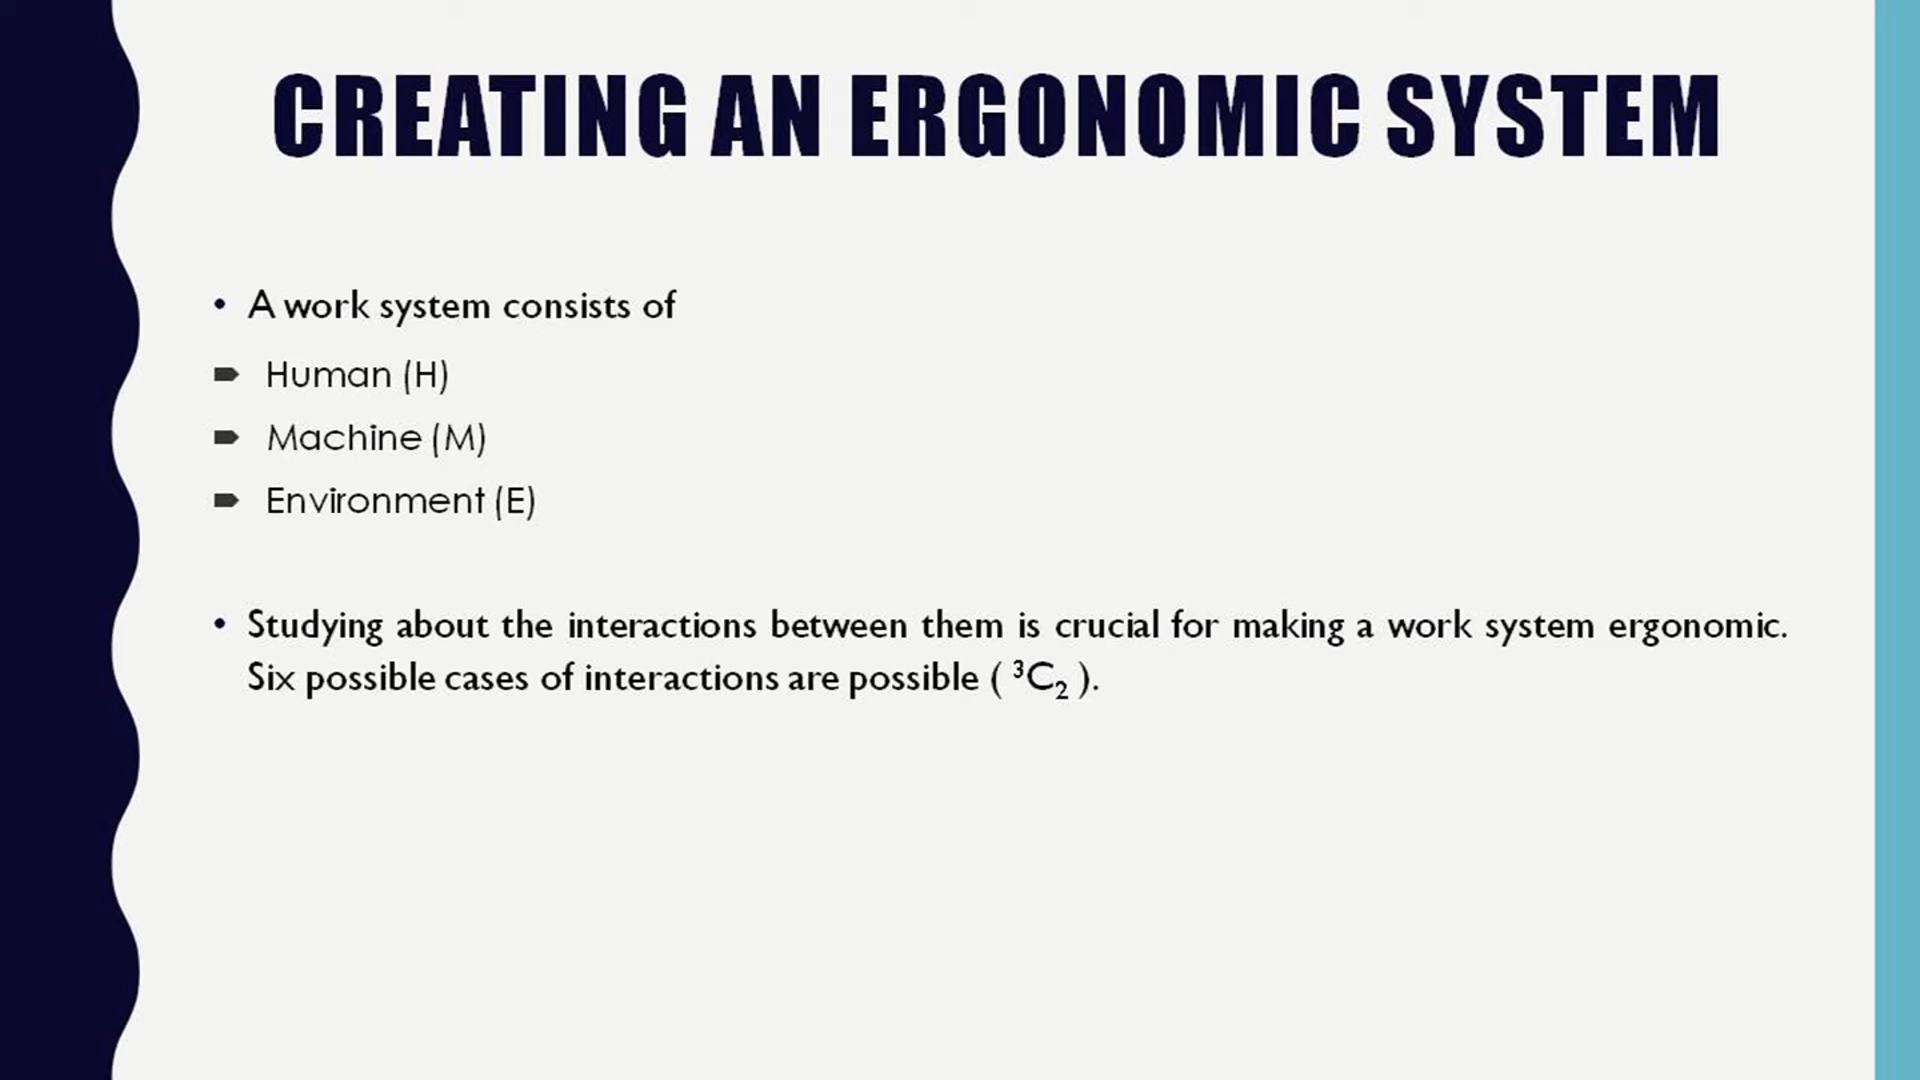 CREATING AN ERGONOMIC SYSTEM
• A work system consists of
Human (H)
Machine (M)
Environment (E)
• Studying about the interactions between them is crucial for making a work system ergonomic.
Six possible cases of interactions are possible ( ³C₂ ).